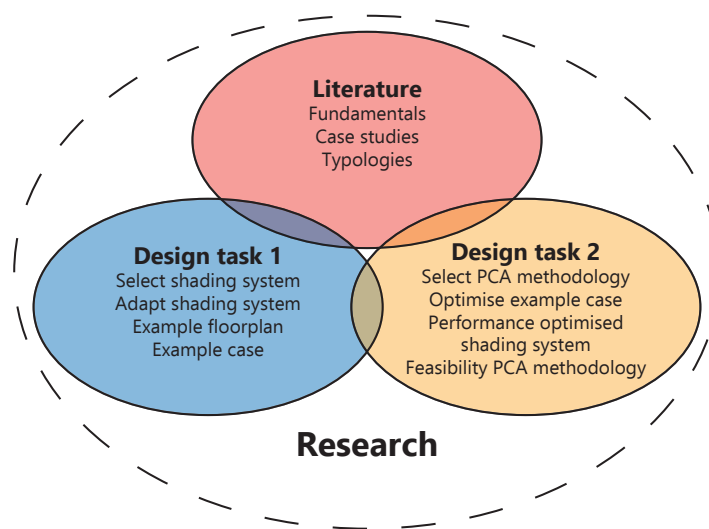 Literature
Fundamentals
Case studies
Typologies
Design task 1
Select shading system
Adapt shading system
Example floorplan
Example case
Design task 2
Select PCA methodology
Optimise example case
Performance optimised
shading system
Feasibility PCA methodology
Research